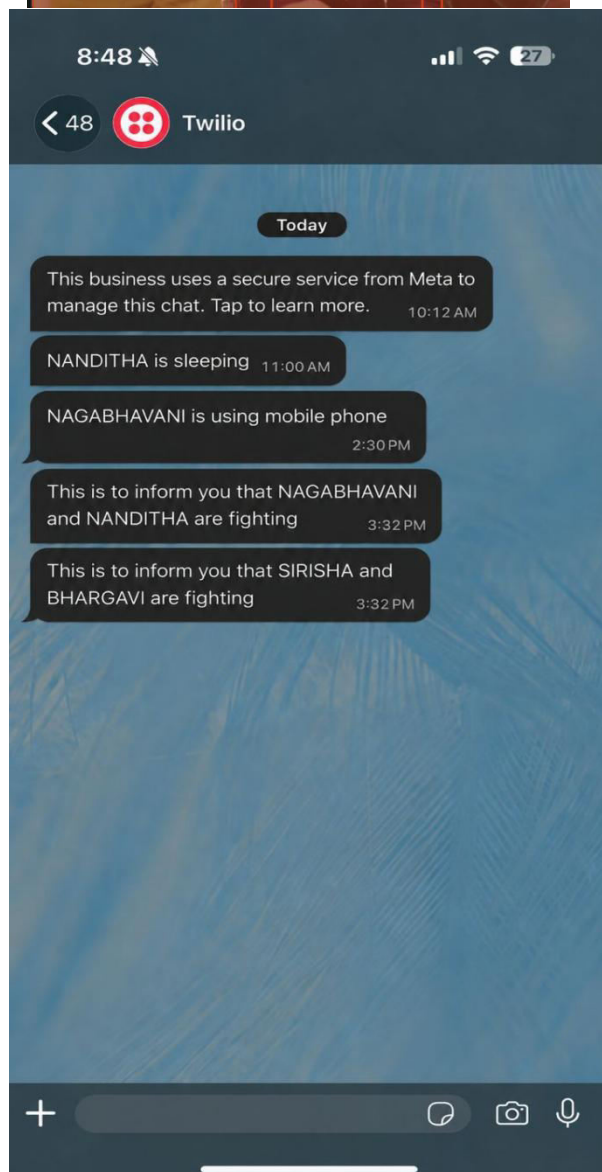 8:48
27
48
Twilio
Today
This business uses a secure service from Meta to
manage this chat. Tap to learn more. 10:12 AM
NANDITHA is sleeping 11:00 AM
NAGABHAVANI is using mobile phone
2:30 PM
This is to inform you that NAGABHAVANI
and NANDITHA are fighting 3:32 PM
This is to inform you that SIRISHA and
BHARGAVI are fighting 3:32 PM